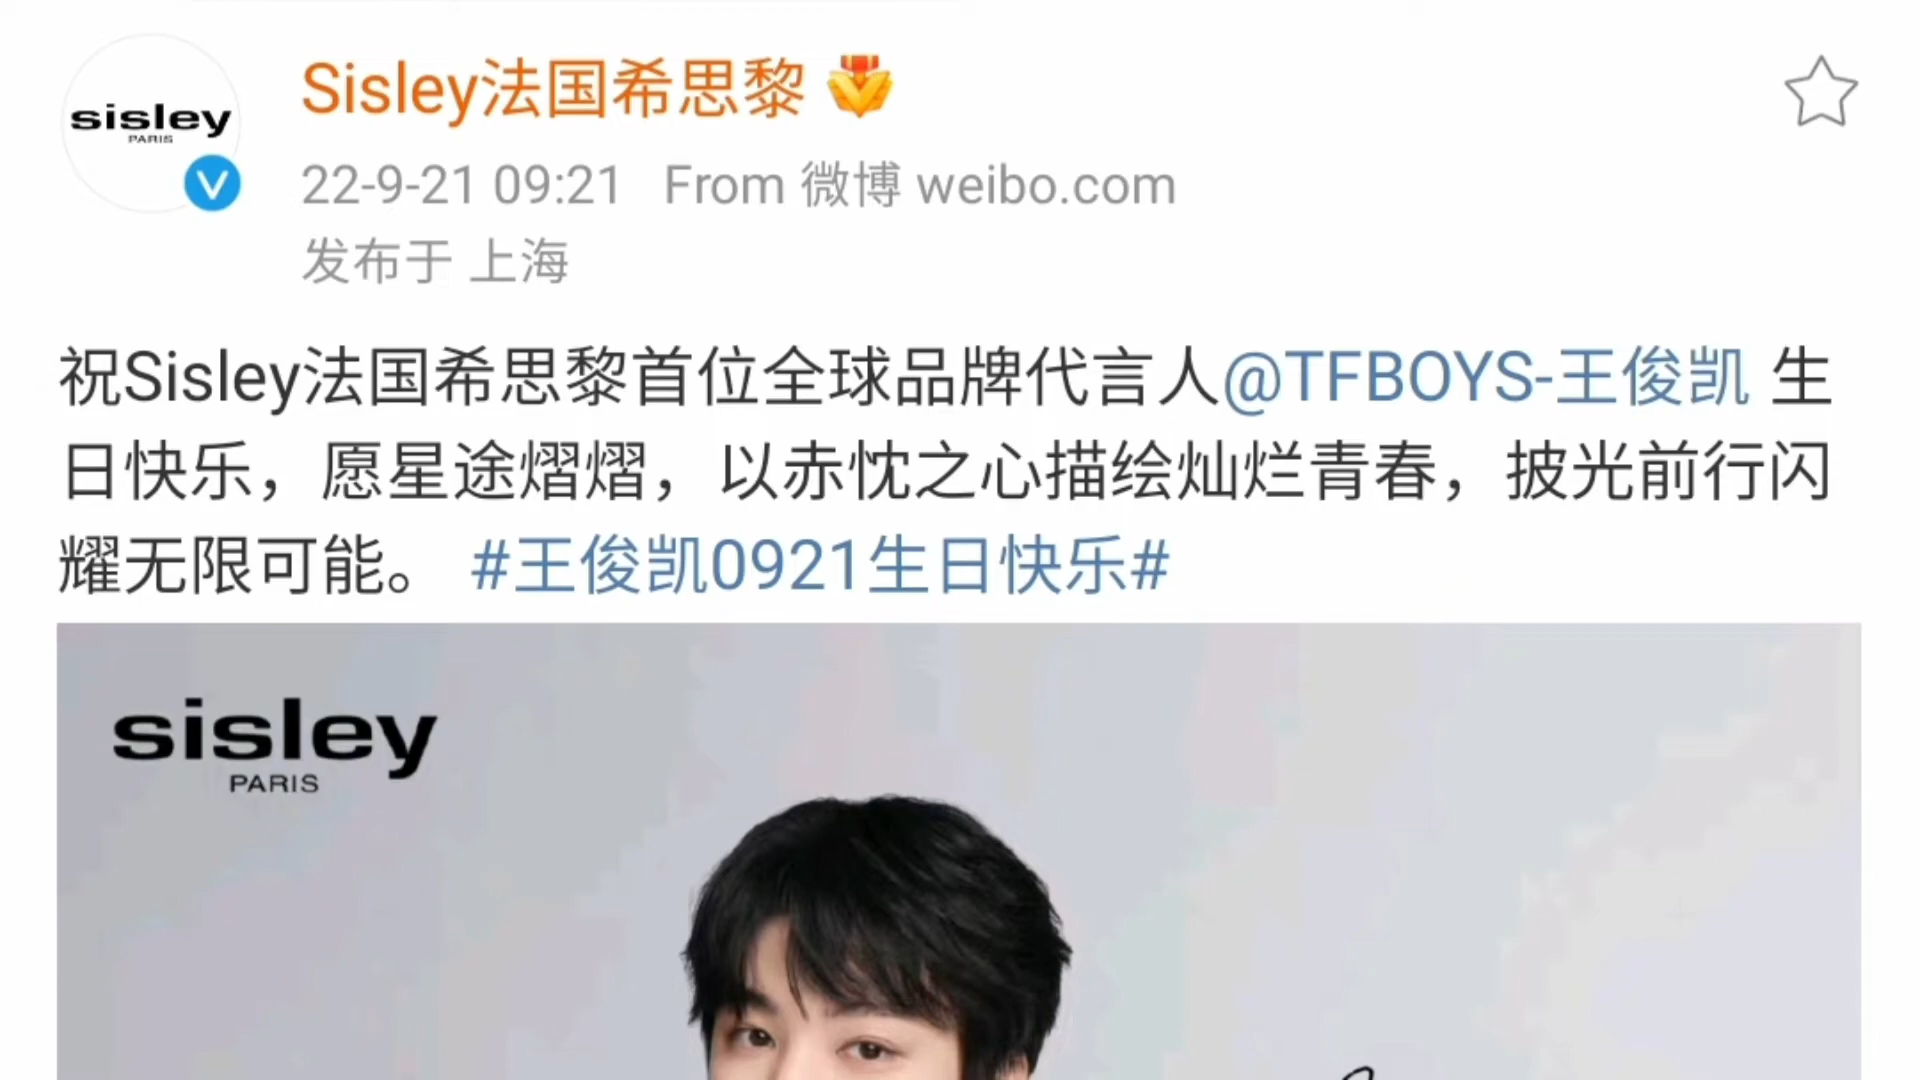 sisley
PARIS
Sisley法国希思黎
22-9-21 09:21 From 微博 weibo.com
发布于 上海
祝Sisley法国希思黎首位全球品牌代言人@TFBOYS-王俊凯 生
日快乐，愿星途熠熠，以赤忱之心描绘灿烂青春，披光前行闪
耀无限可能。 #王俊凯0921生日快乐#
sisley
PARIS